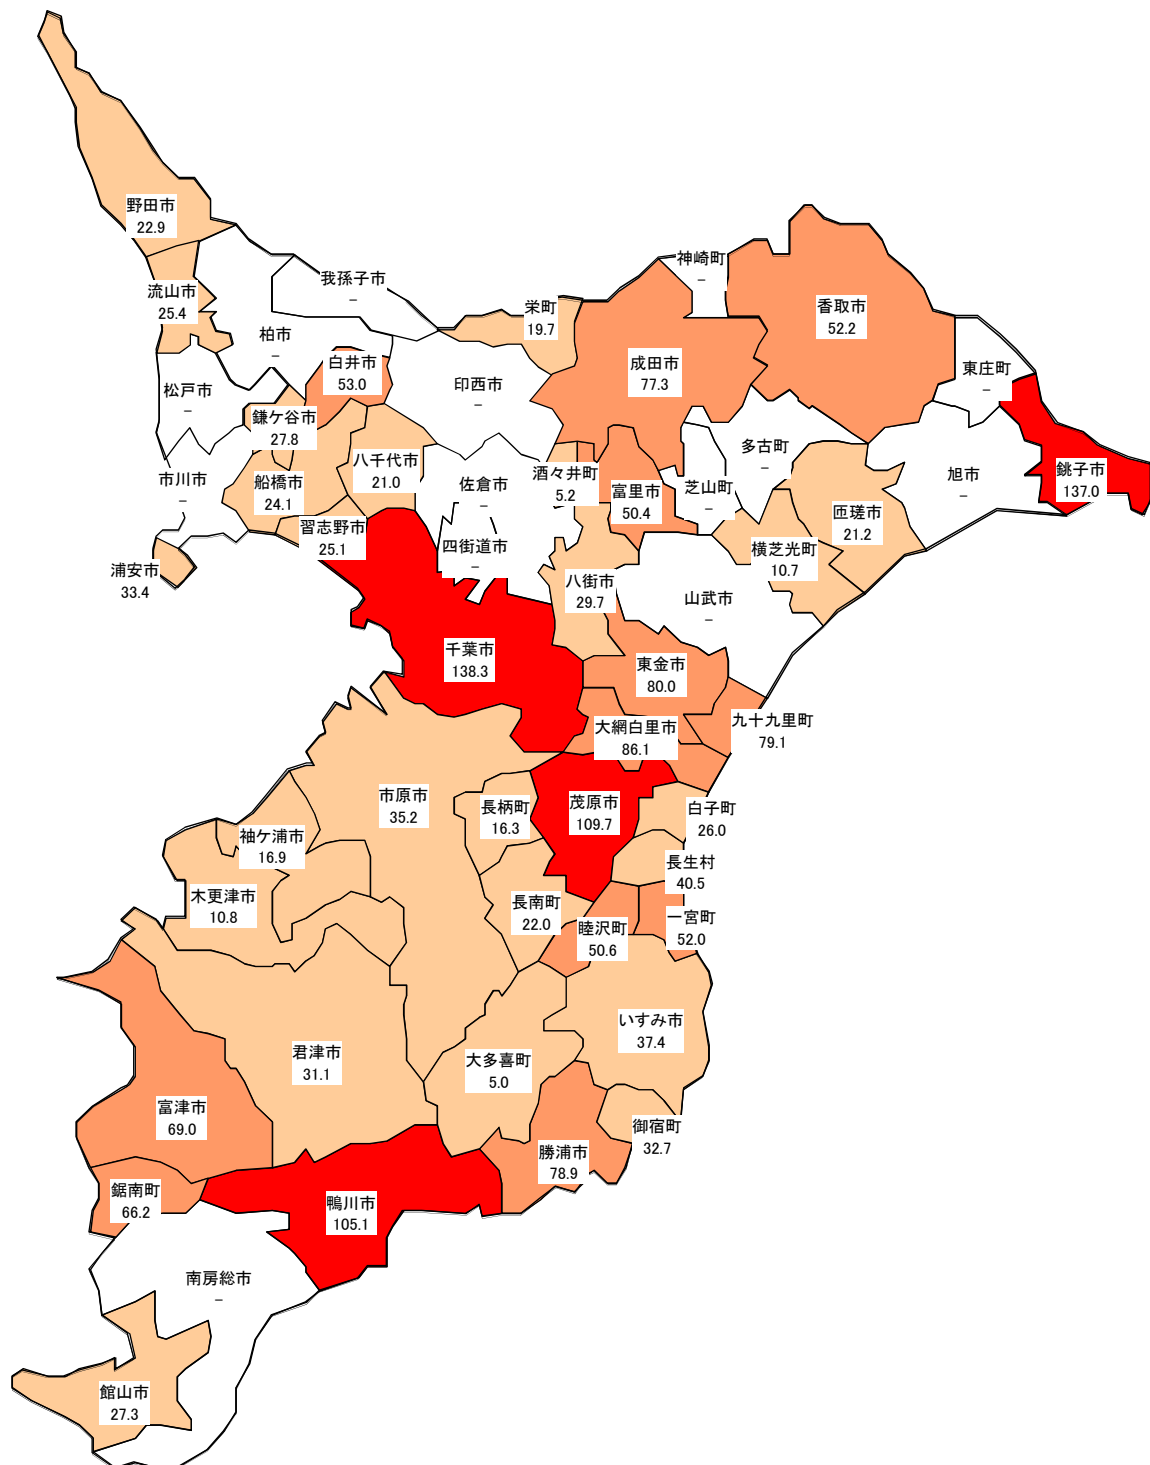 野田市
22.9
流山市
25.4
柏市
–
我孫子市
–
神崎町
–
栄町
19.7
香取市
52.2
成田市
77.3
東庄町
–
白井市
53.0
印西市
–
松戸市
–
鎌ケ谷市
27.8
多古町
–
銚子市
137.0
八千代市
21.0
酒々井町
5.2
旭市
–
市川市
–
船橋市
24.1
佐倉市
–
富里市
50.4
芝山町
–
匝瑳市
21.2
習志野市
25.1
四街道市
–
横芝光町
10.7
浦安市
33.4
八街市
29.7
山武市
–
千葉市
138.3
東金市
80.0
大網白里市
86.1
九十九里町
79.1
市原市
35.2
長柄町
16.3
茂原市
109.7
白子町
26.0
袖ケ浦市
16.9
長生村
40.5
木更津市
10.8
長南町
22.0
睦沢町
50.6
一宮町
52.0
いすみ市
37.4
君津市
31.1
大多喜町
5.0
富津市
69.0
御宿町
32.7
勝浦市
78.9
鋸南町
66.2
鴨川市
105.1
南房総市
–
館山市
27.3